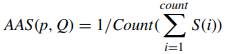 AAS(p, Q) = 1/Count(∑_{i=1}^{count} S(i))